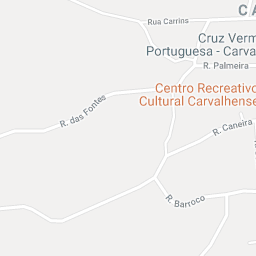 CA
Rua Carrins
Cruz Verm
Portuguesa - Carva
R. Palmeira
Centro Recreativo
Cultural Carvalhense
R. das Fontes
R. Caneira
R. Barroco